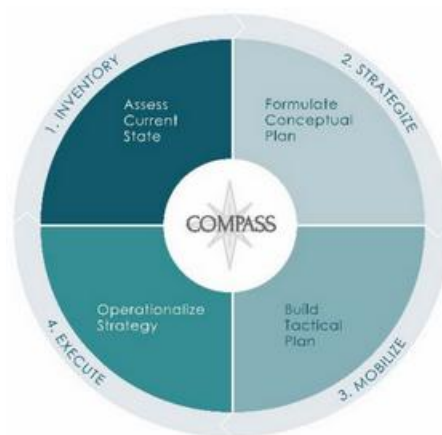 1. INVENTORY
Assess
Current
State
2. STRATEGIZE
Formulate
Conceptual
Plan
COMPASS
4. EXECUTE
Operationalize
Strategy
3. MOBILIZE
Build
Tactical
Plan